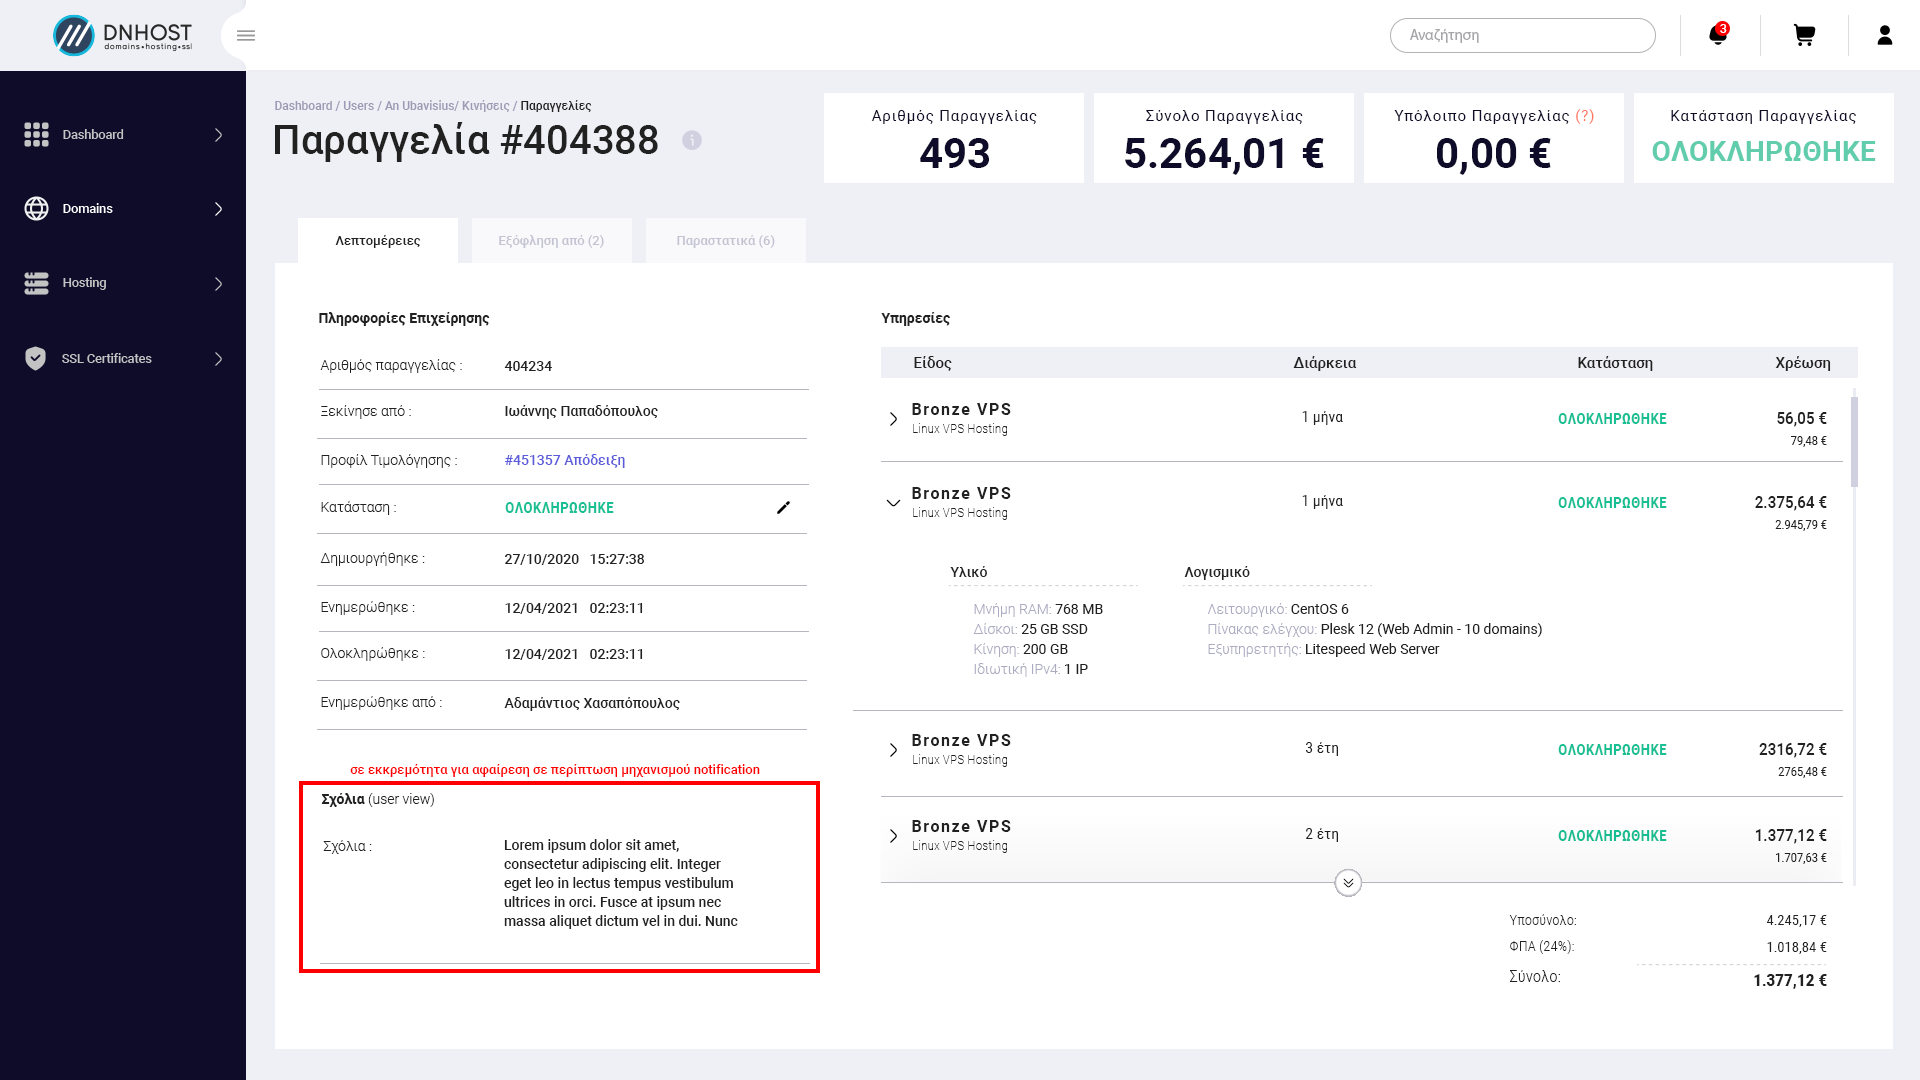 DNHOST
domains•hosting•ssl
Αναζήτηση
3
Dashboard
Domains
Hosting
SSL Certificates
Dashboard / Users / An Ubavisius/ Κινήσεις / Παραγγελίες
Παραγγελία #404388
Αριθμός Παραγγελίας
493
Σύνολο Παραγγελίας
5.264,01 €
Υπόλοιπο Παραγγελίας (?)
0,00 €
Κατάσταση Παραγγελίας
ΟΛΟΚΛΗΡΩΘΗΚΕ
Λεπτομέρειες
Εξόφληση από (2)
Παραστατικά (6)
Πληροφορίες Επιχείρησης
Αριθμός παραγγελίας : 404234
Ξεκίνησε από : Ιωάννης Παπαδόπουλος
Προφίλ Τιμολόγησης : #451357 Απόδειξη
Κατάσταση : ΟΛΟΚΛΗΡΩΘΗΚΕ
Δημιουργήθηκε : 27/10/2020 15:27:38
Ενημερώθηκε : 12/04/2021 02:23:11
Ολοκληρώθηκε : 12/04/2021 02:23:11
Ενημερώθηκε από : Αδαμάντιος Χασαπόπουλος
σε εκκρεμότητα για αφαίρεση σε περίπτωση μηχανισμού notification
Σχόλια (user view)
Σχόλια : Lorem ipsum dolor sit amet,
consectetur adipiscing elit. Integer
eget leo in lectus tempus vestibulum
ultrices in orci. Fusce at ipsum nec
massa aliquet dictum vel in dui. Nunc
Υπηρεσίες
Είδος Διάρκεια Κατάσταση Χρέωση
Bronze VPS 1 μήνα ΟΛΟΚΛΗΡΩΘΗΚΕ 56,05 €
Linux VPS Hosting 79,48 €
Bronze VPS 1 μήνα ΟΛΟΚΛΗΡΩΘΗΚΕ 2.375,64 €
Linux VPS Hosting 2.945,79 €
Υλικό
Μνήμη RAM: 768 MB
Δίσκοι: 25 GB SSD
Κίνηση: 200 GB
Ιδιωτική IPv4: 1 IP
Λογισμικό
Λειτουργικό: CentOS 6
Πίνακας ελέγχου: Plesk 12 (Web Admin - 10 domains)
Εξυπηρετητής: Litespeed Web Server
Bronze VPS 3 έτη ΟΛΟΚΛΗΡΩΘΗΚΕ 2316,72 €
Linux VPS Hosting 2765,48 €
Bronze VPS 2 έτη ΟΛΟΚΛΗΡΩΘΗΚΕ 1.377,12 €
Linux VPS Hosting 1.707,63 €
Υποσύνολο: 4.245,17 €
ΦΠΑ (24%): 1.018,84 €
Σύνολο: 1.377,12 €